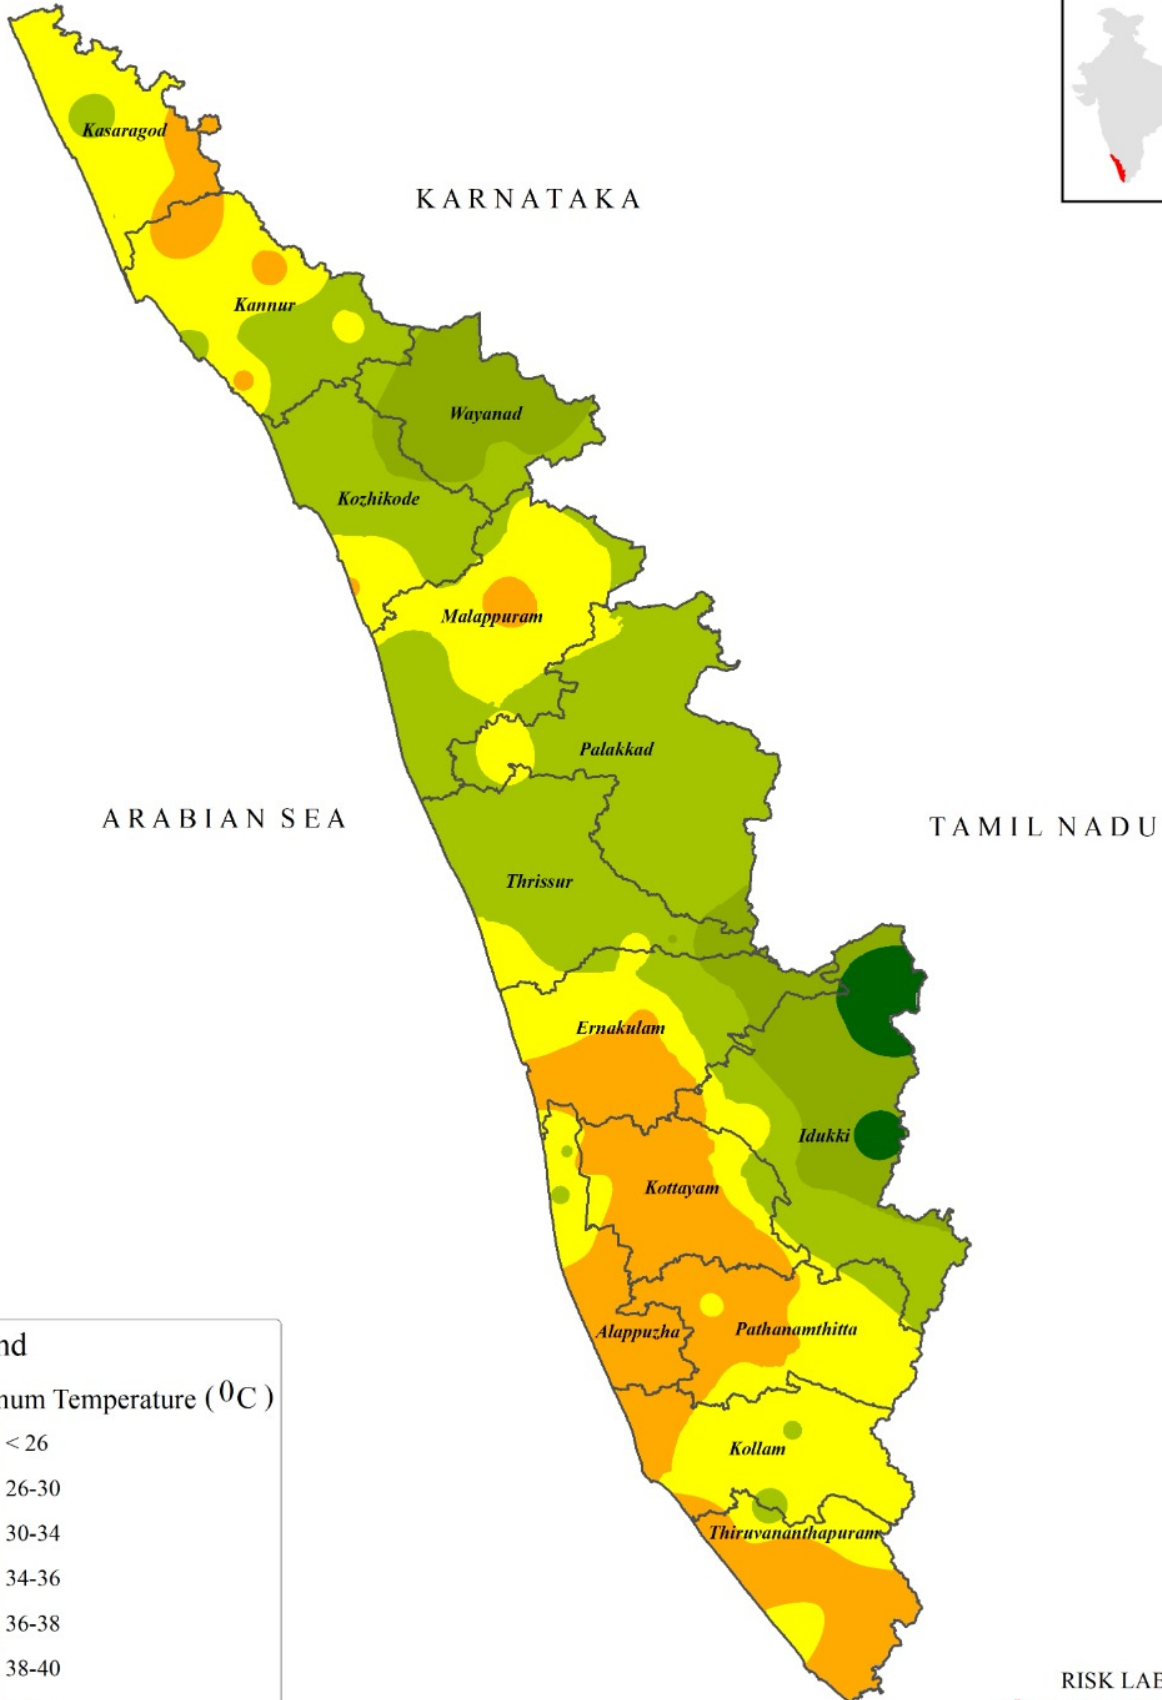 Kasaragod
KARNATAKA
Kannur
Wayanad
Kozhikode
Malappuram
Palakkad
ARABIAN SEA
TAMIL NADU
Thrissur
Ernakulam
Idukki
Kottayam
Alappuzha
Pathanamthitta
Kollam
Thiruvananthapuram
nd
num Temperature (⁰C)
< 26
26-30
30-34
34-36
36-38
38-40
RISK LAB